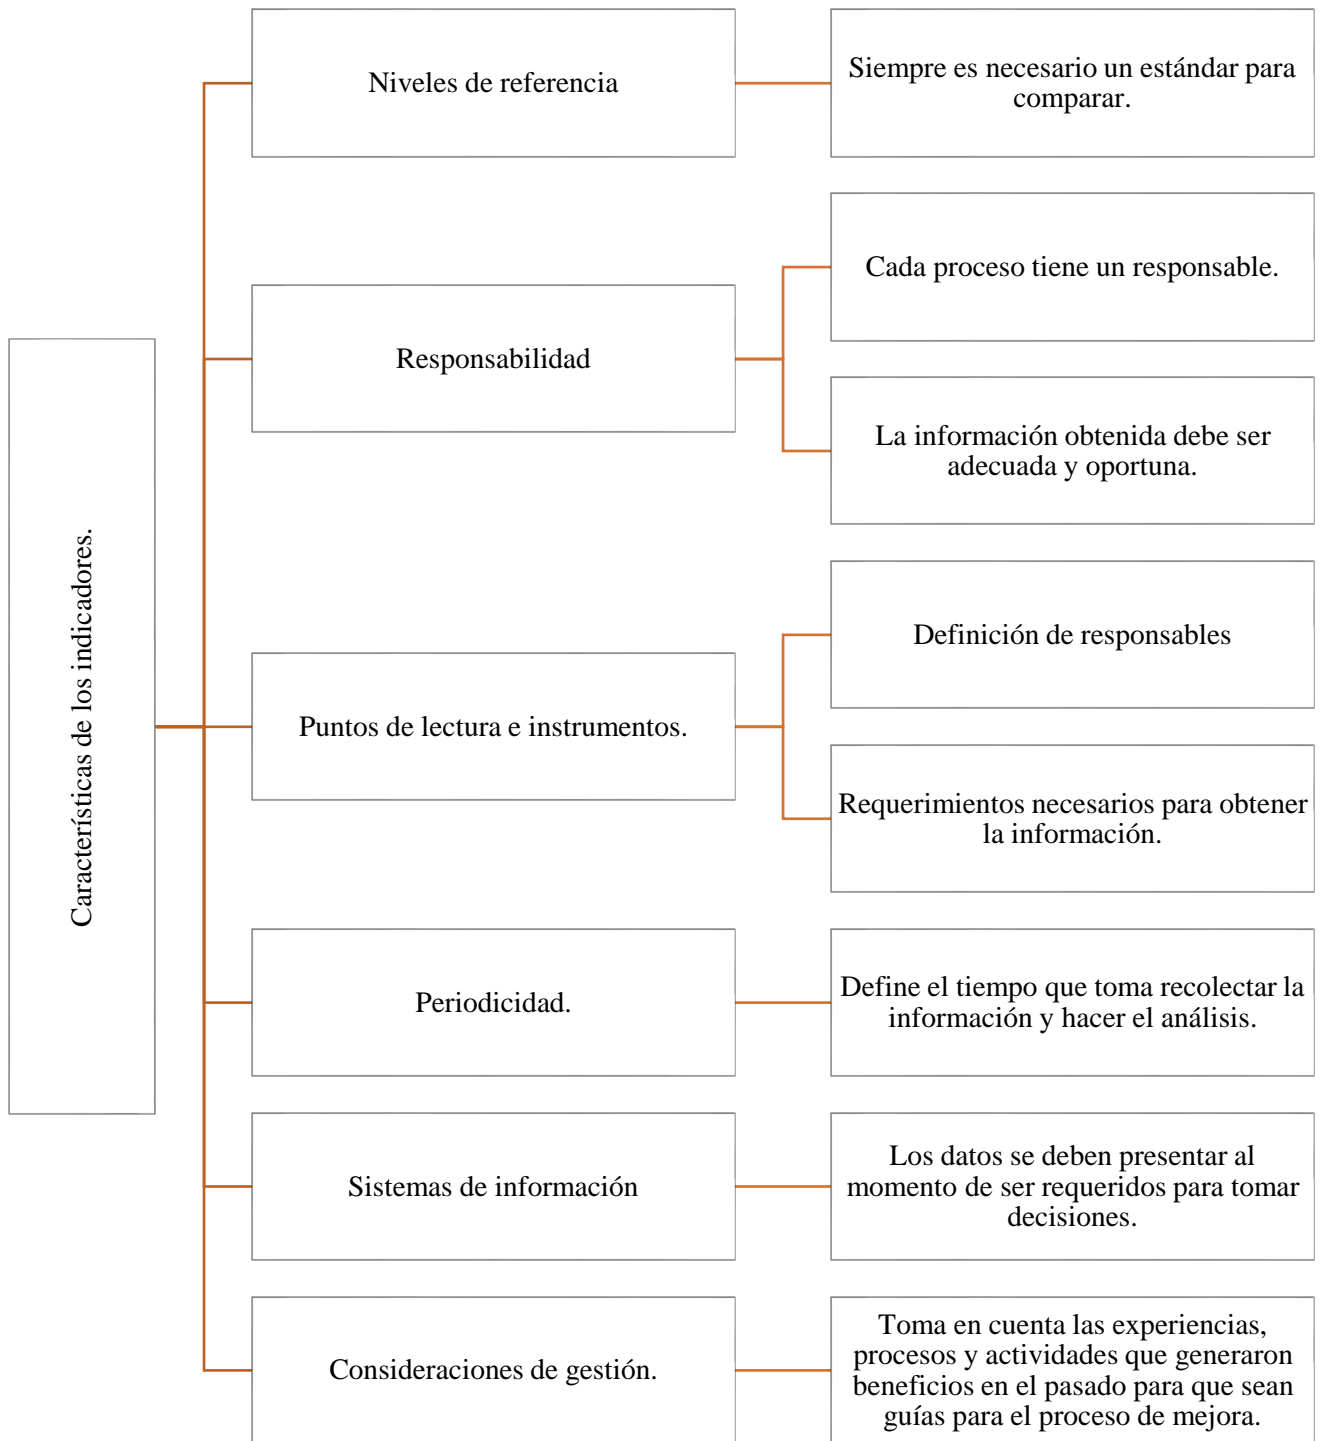 Características de los indicadores.
Niveles de referencia
Siempre es necesario un estándar para
comparar.
Responsabilidad
Cada proceso tiene un responsable.
La información obtenida debe ser
adecuada y oportuna.
Puntos de lectura e instrumentos.
Definición de responsables
Requerimientos necesarios para obtener
la información.
Periodicidad.
Define el tiempo que toma recolectar la
información y hacer el análisis.
Sistemas de información
Los datos se deben presentar al
momento de ser requeridos para tomar
decisiones.
Consideraciones de gestión.
Toma en cuenta las experiencias,
procesos y actividades que generaron
beneficios en el pasado para que sean
guías para el proceso de mejora.